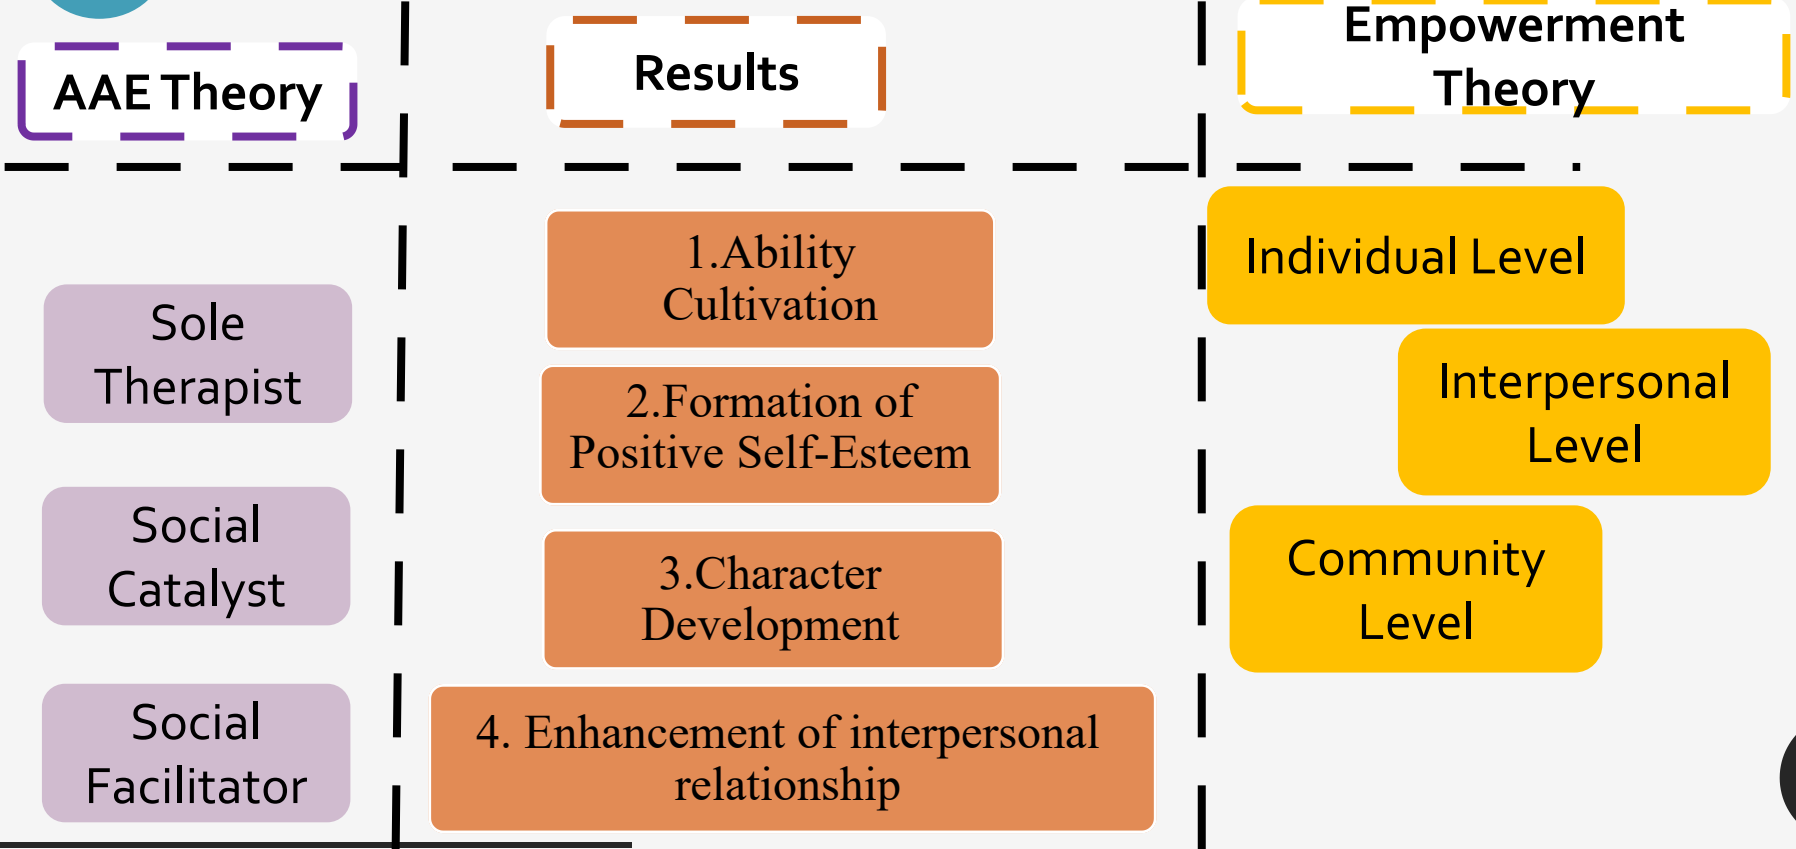 AAE Theory
Results
Empowerment
Theory
Sole
Therapist
Social
Catalyst
Social
Facilitator
1.Ability
Cultivation
2.Formation of
Positive Self-Esteem
3.Character
Development
4. Enhancement of interpersonal
relationship
Individual Level
Interpersonal
Level
Community
Level